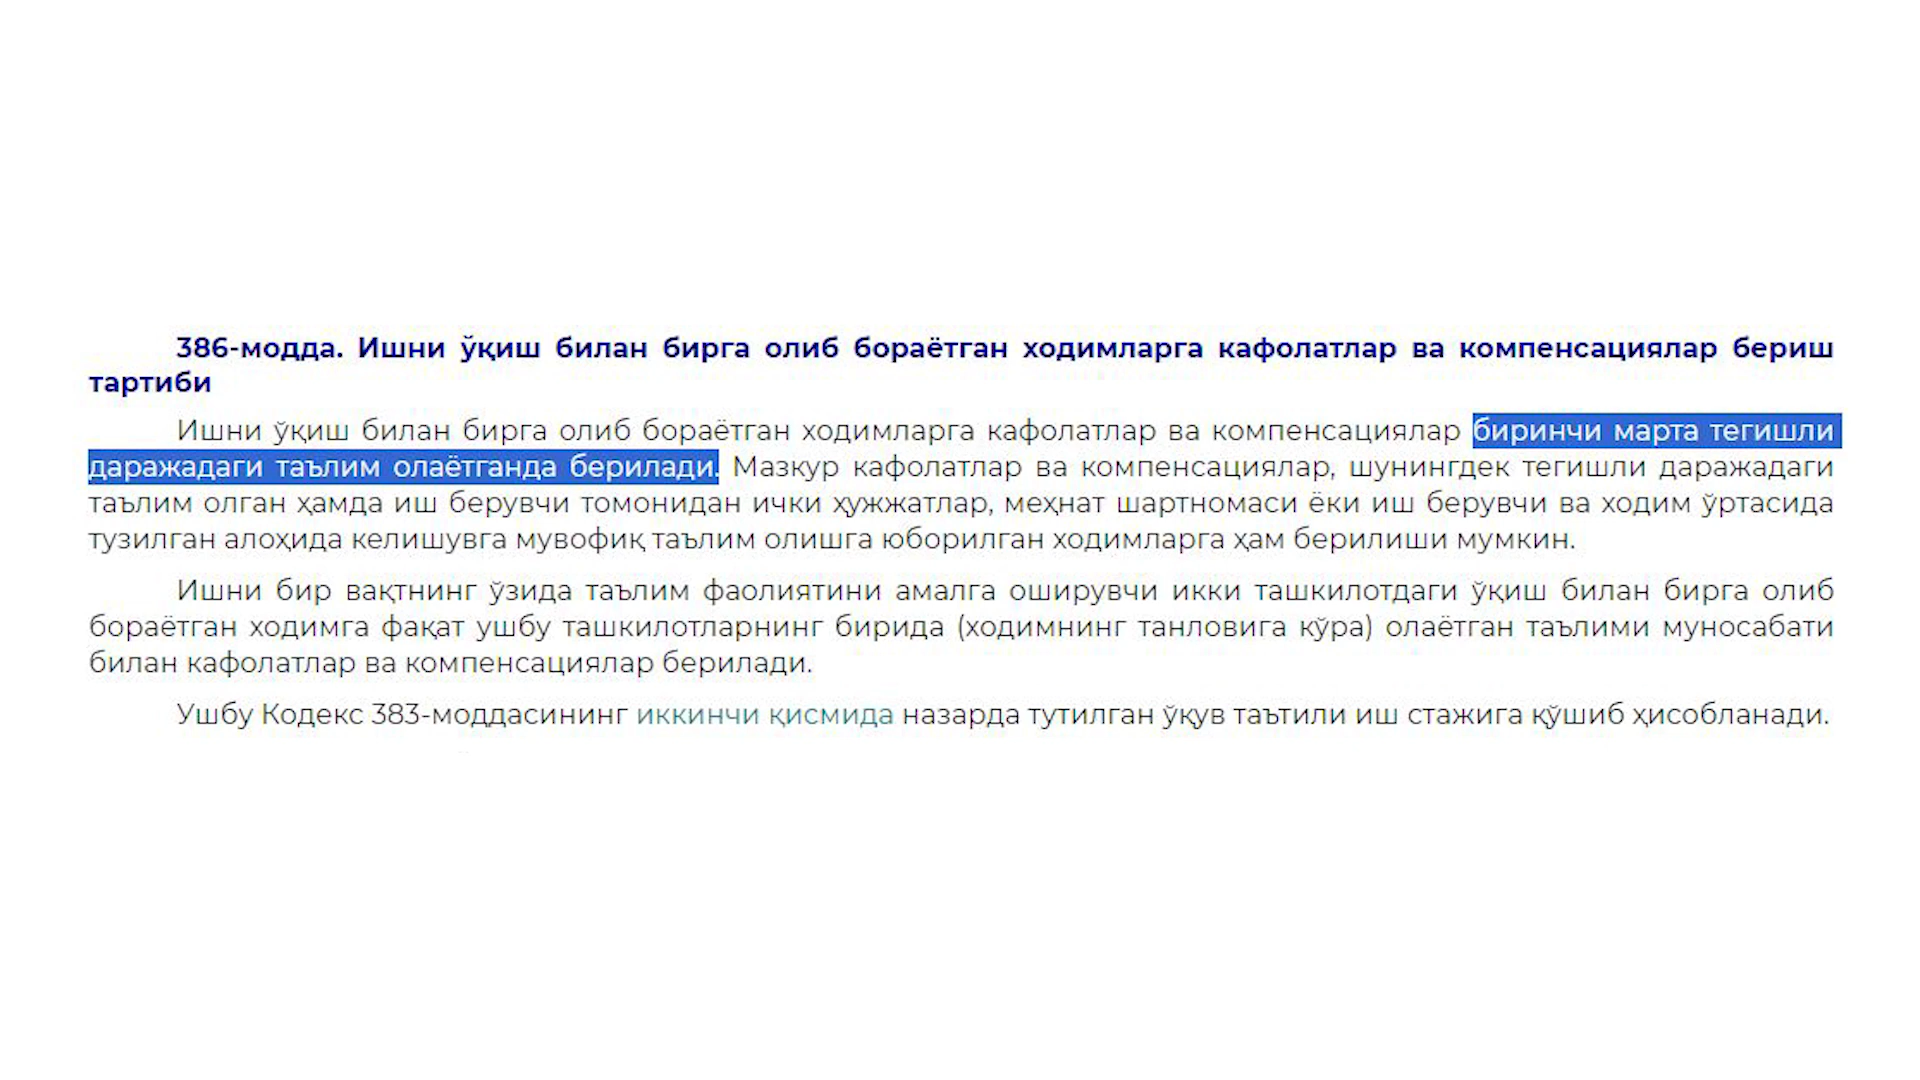 386-модда. Ишни ўқиш билан бирга олиб бораётган ходимларга кафолатлар ва компенсациялар бериш
тартиби
Ишни ўқиш билан бирга олиб бораётган ходимларга кафолатлар ва компенсациялар биринчи марта тегишли
даражадаги таълим олаётганда берилади. Мазкур кафолатлар ва компенсациялар, шунингдек тегишли даражадаги
таълим олган ҳамда иш берувчи томонидан ички ҳужжатлар, меҳнат шартномаси ёки иш берувчи ва ходим ўртасида
тузилган алоҳида келишувга мувофиқ таълим олишга юборилган ходимларга ҳам берилиши мумкин.
Ишни бир вақтнинг ўзида таълим фаолиятини амалга оширувчи икки ташкилотдаги ўқиш билан бирга олиб
бораётган ходимга фақат ушбу ташкилотларнинг бирида (ходимнинг танловига кўра) олаётган таълими муносабати
билан кафолатлар ва компенсациялар берилади.
Ушбу Кодекс 383-моддасининг иккинчи қисмида назарда тутилган ўқув таътили иш стажига қўшиб ҳисобланади.